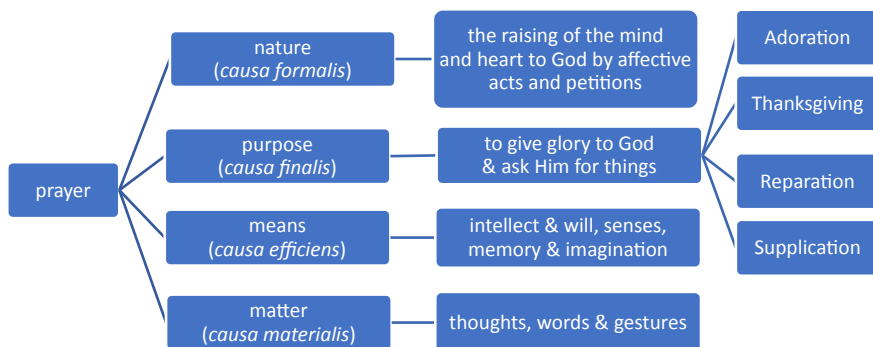 prayer
nature
(causa formalis)
the raising of the mind
and heart to God by affective
acts and petitions
purpose
(causa finalis)
to give glory to God
& ask Him for things
Adoration
Thanksgiving
Reparation
Supplication
means
(causa efficiens)
intellect & will, senses,
memory & imagination
matter
(causa materialis)
thoughts, words & gestures